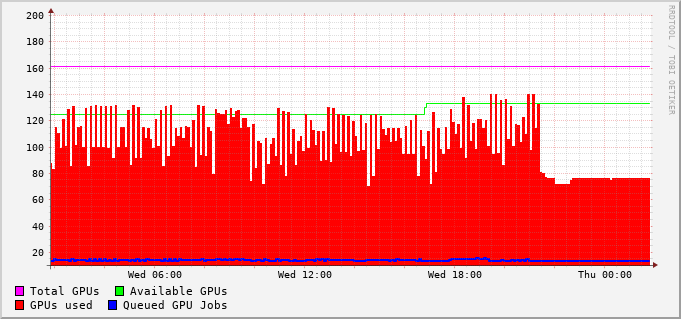 200
180
160
140
120
100
80
60
40
20
Wed 06:00 Wed 12:00 Wed 18:00 Thu 00:00
Total GPUs Available GPUs
GPUs used Queued GPU Jobs
RRDTOOL / TOBI OETIKER